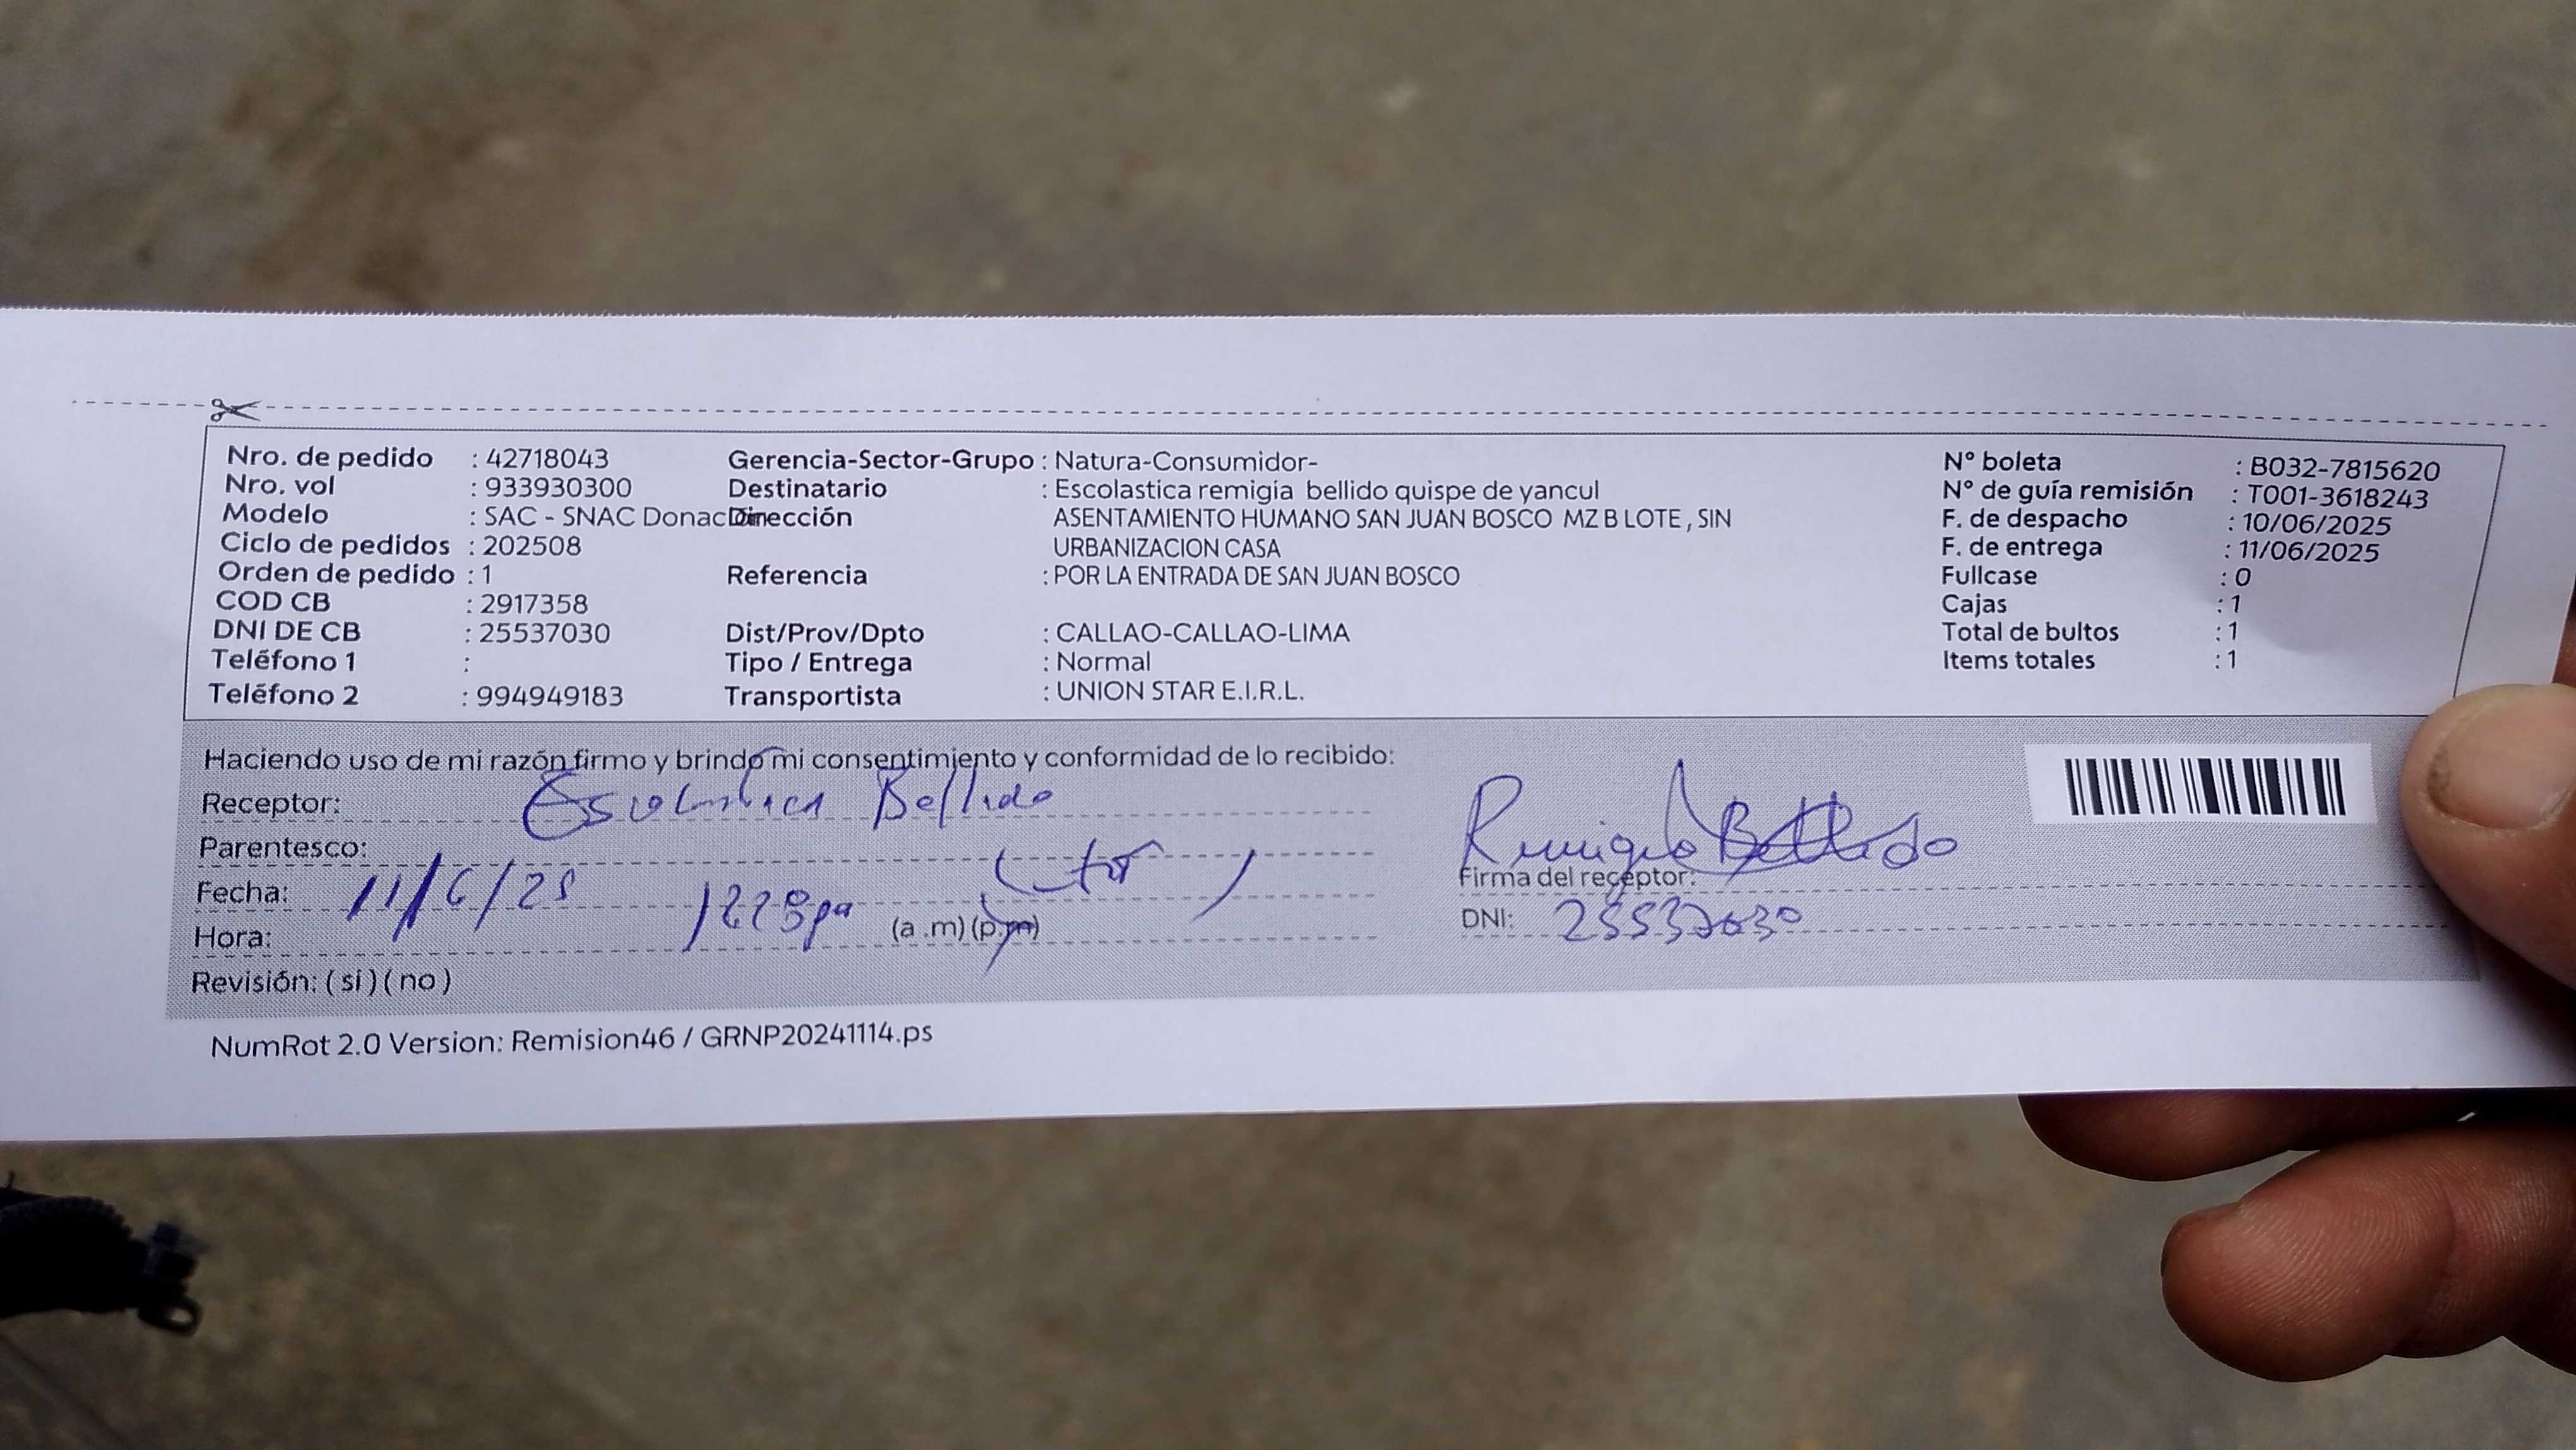 Nro. de pedido : 42718043
Nro. vol : 933930300
Modelo : SAC - SNAC Donac
Ciclo de pedidos : 202508
Orden de pedido : 1
COD CB : 2917358
DNI DE CB : 25537030
Teléfono 1 :
Teléfono 2 : 994949183
Gerencia-Sector-Grupo : Natura-Consumidor-
Destinatario : Escolastica remigia bellido quispe de yancul
Dirección ASENTAMIENTO HUMANO SAN JUAN BOSCO MZ B LOTE , SIN
URBANIZACION CASA
Referencia : POR LA ENTRADA DE SAN JUAN BOSCO
Dist/Prov/Dpto : CALLAO-CALLAO-LIMA
Tipo / Entrega : Normal
Transportista : UNION STAR E.I.R.L.
N° boleta : B032-7815620
N° de guía remisión : T001-3618243
F. de despacho : 10/06/2025
F. de entrega : 11/06/2025
Fullcase : 0
Cajas : 1
Total de bultos : 1
Items totales : 1
Haciendo uso de mi razón firmo y brindo mi consentimiento y conformidad de lo recibido:
Receptor: Escolastica Bellido
Parentesco:
Fecha: 11/6/25
Hora: (a .m) (p.m)
Revisión: ( si ) ( no )
Remigia Bellido
Firma del receptor:
DNI: 25537030
NumRot 2.0 Version: Remision46 / GRNP20241114.ps